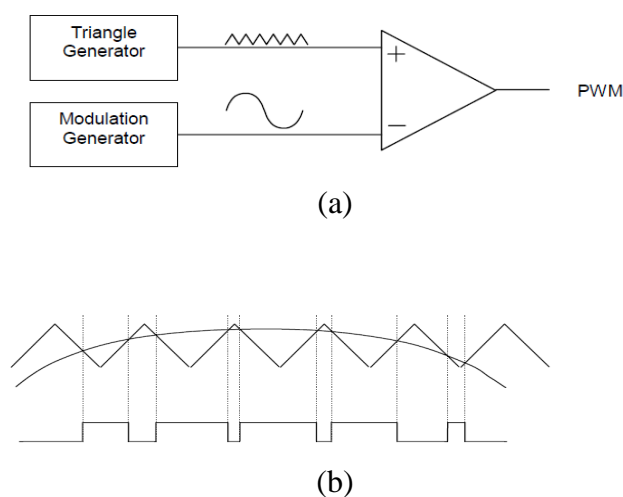 Triangle
Generator
+
PWM
Modulation
Generator
−
(a)
(b)